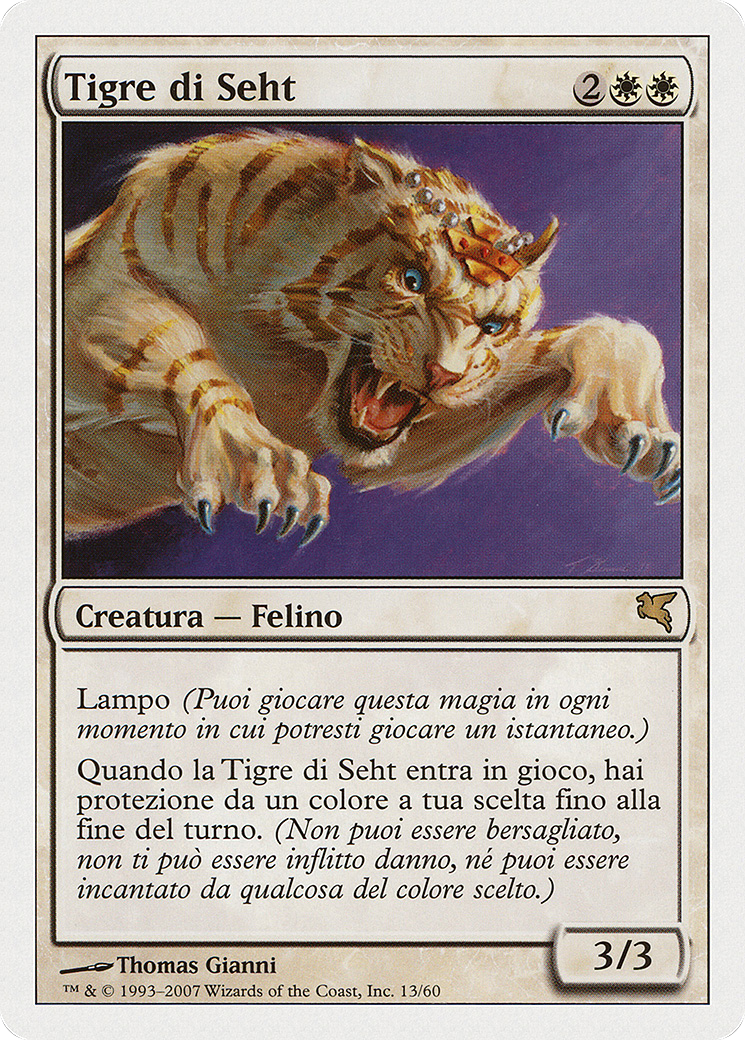 Tigre di Seht
2
Creatura — Felino
Lampo (Puoi giocare questa magia in ogni
momento in cui potresti giocare un istantaneo.)
Quando la Tigre di Seht entra in gioco, hai
protezione da un colore a tua scelta fino alla
fine del turno. (Non puoi essere bersagliato,
non ti può essere inflitto danno, né puoi essere
incantato da qualcosa del colore scelto.)
3/3
Thomas Gianni
™ & © 1993–2007 Wizards of the Coast, Inc. 13/60